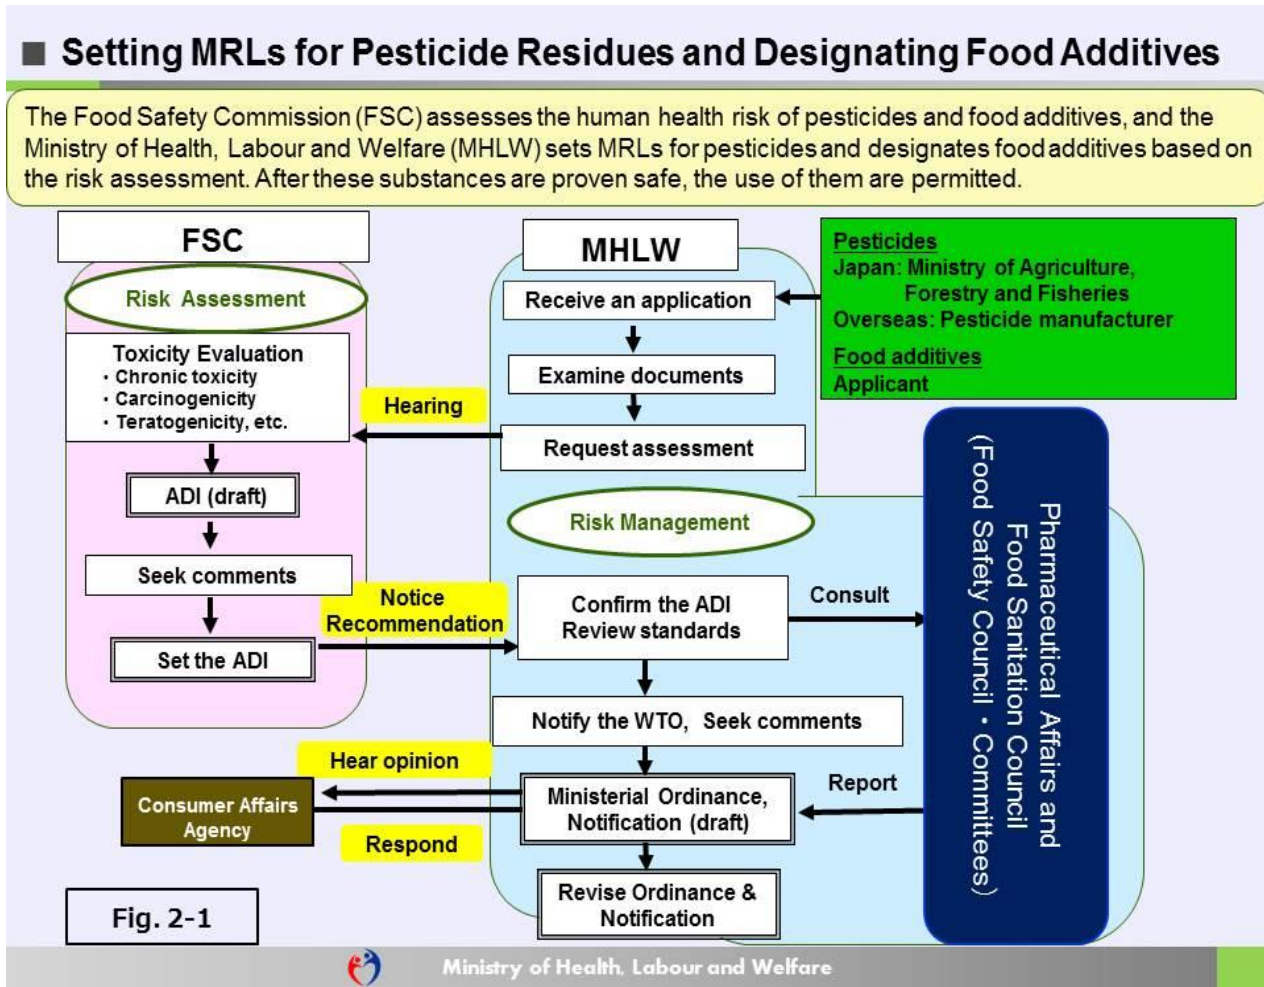 ■ Setting MRLs for Pesticide Residues and Designating Food Additives
The Food Safety Commission (FSC) assesses the human health risk of pesticides and food additives, and the
Ministry of Health, Labour and Welfare (MHLW) sets MRLs for pesticides and designates food additives based on
the risk assessment. After these substances are proven safe, the use of them are permitted.
FSC
Risk Assessment
Toxicity Evaluation
・Chronic toxicity
・Carcinogenicity
・Teratogenicity, etc.
ADI (draft)
Seek comments
Set the ADI
Hearing
Notice
Recommendation
MHLW
Receive an application
Examine documents
Request assessment
Risk Management
Confirm the ADI
Review standards
Notify the WTO, Seek comments
Ministerial Ordinance,
Notification (draft)
Revise Ordinance &
Notification
Pesticides
Japan: Ministry of Agriculture,
Forestry and Fisheries
Overseas: Pesticide manufacturer
Food additives
Applicant
Consult
Report
Pharmaceutical Affairs and
Food Sanitation Council
(Food Safety Council・Committees)
Hear opinion
Respond
Consumer Affairs
Agency
Fig. 2-1
Ministry of Health, Labour and Welfare